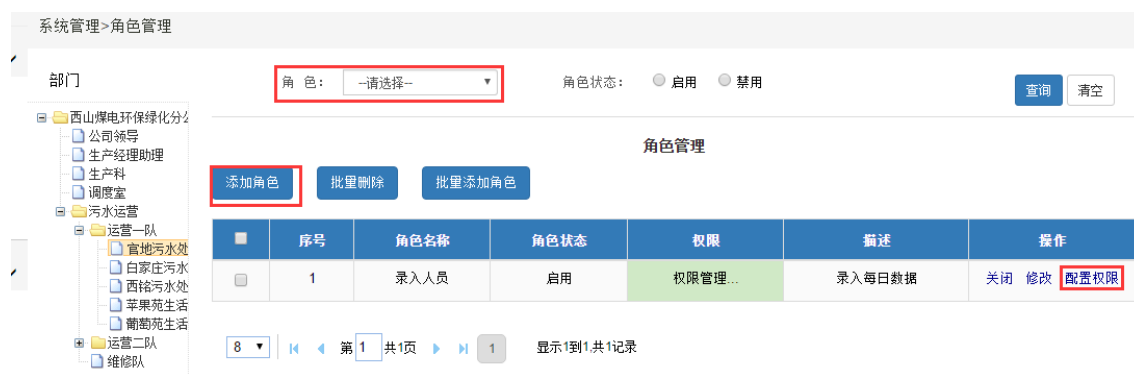 系统管理>角色管理
部门
角 色： --请选择--
角色状态： 启用 禁用
查询 清空
西山煤电环保绿化分公
公司领导
生产经理助理
生产科
调度室
污水运营
运营一队
官地污水处
白家庄污水
西铭污水处
苹果苑生活
葡萄苑生活
运营二队
维修队
角色管理
添加角色 批量删除 批量添加角色
序号 角色名称 角色状态 权限 描述 操作
1 录入人员 启用 权限管理... 录入每日数据 关闭 修改 配置权限
8 第 1 共1页 1 显示1到1,共1记录